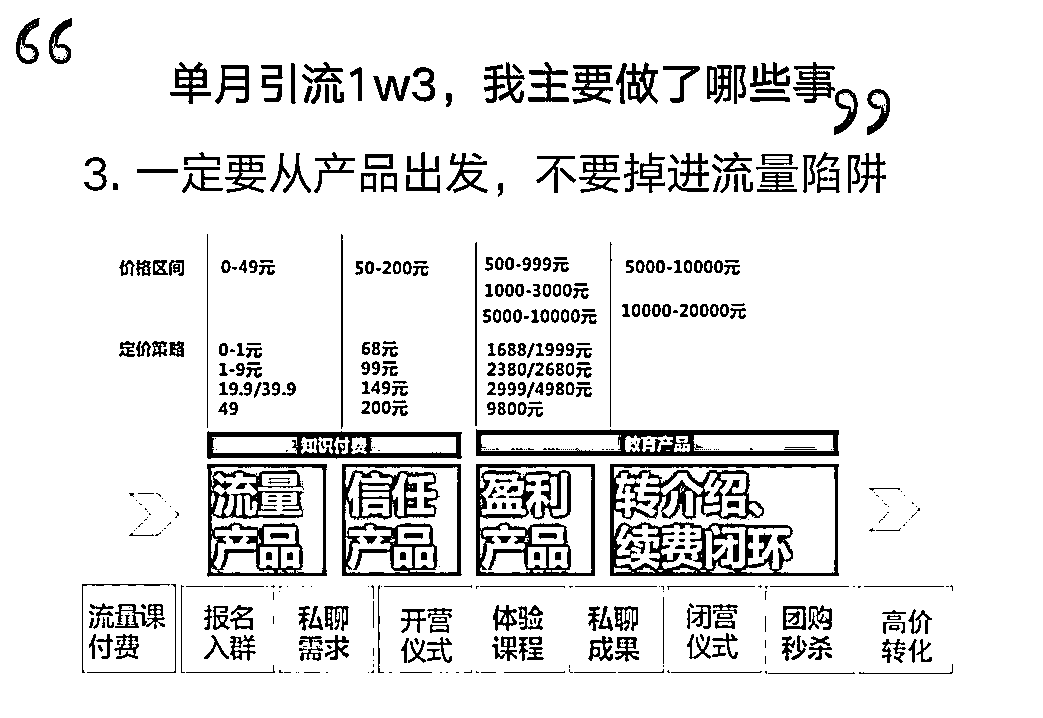 单月引流1w3，我主要做了哪些事
3. 一定要从产品出发，不要掉进流量陷阱
价格区间 0-49元 50-200元 500-999元 5000-10000元
1000-3000元
5000-10000元 10000-20000元
定价策略 0-1元 68元 1688/1999元
1-9元 99元 2380/2680元
19.9/39.9 149元 2999/4980元
49 200元 9800元
知识付费 教育产品
流量 信任 盈利 转介绍、
产品 产品 产品 续费闭环
流量课 报名 私聊 开营 体验 私聊 闭营 团购 高价
付费 入群 需求 仪式 课程 成果 仪式 秒杀 转化